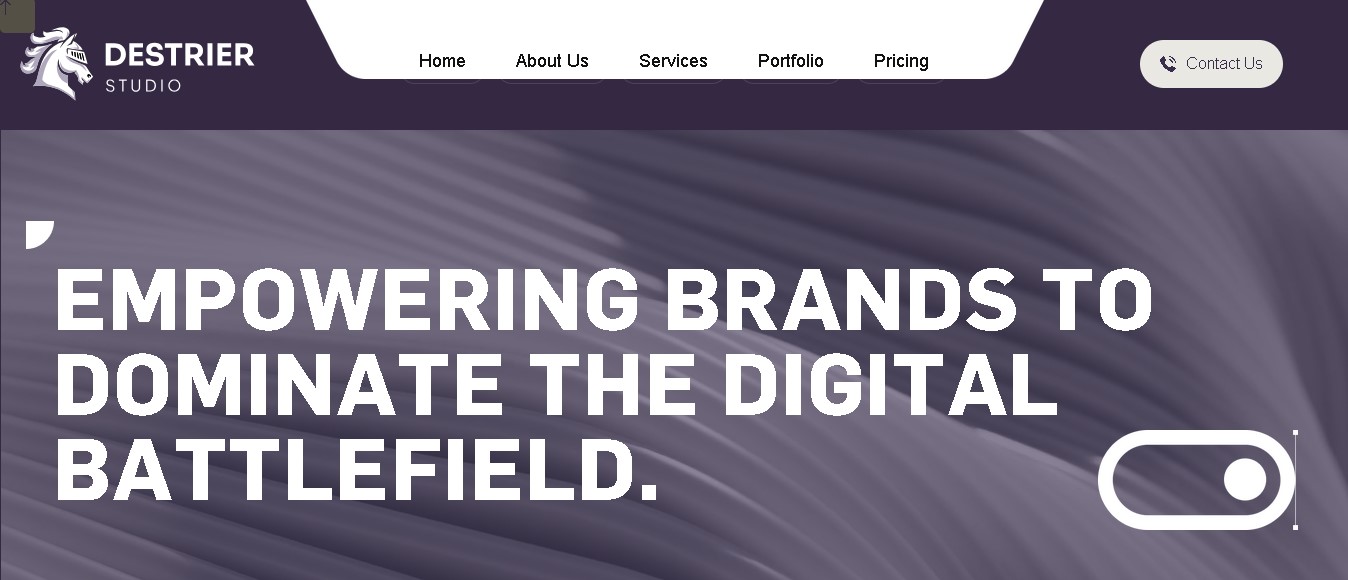 DESTRIER
STUDIO
Home About Us Services Portfolio Pricing
Contact Us
EMPOWERING BRANDS TO
DOMINATE THE DIGITAL
BATTLEFIELD.